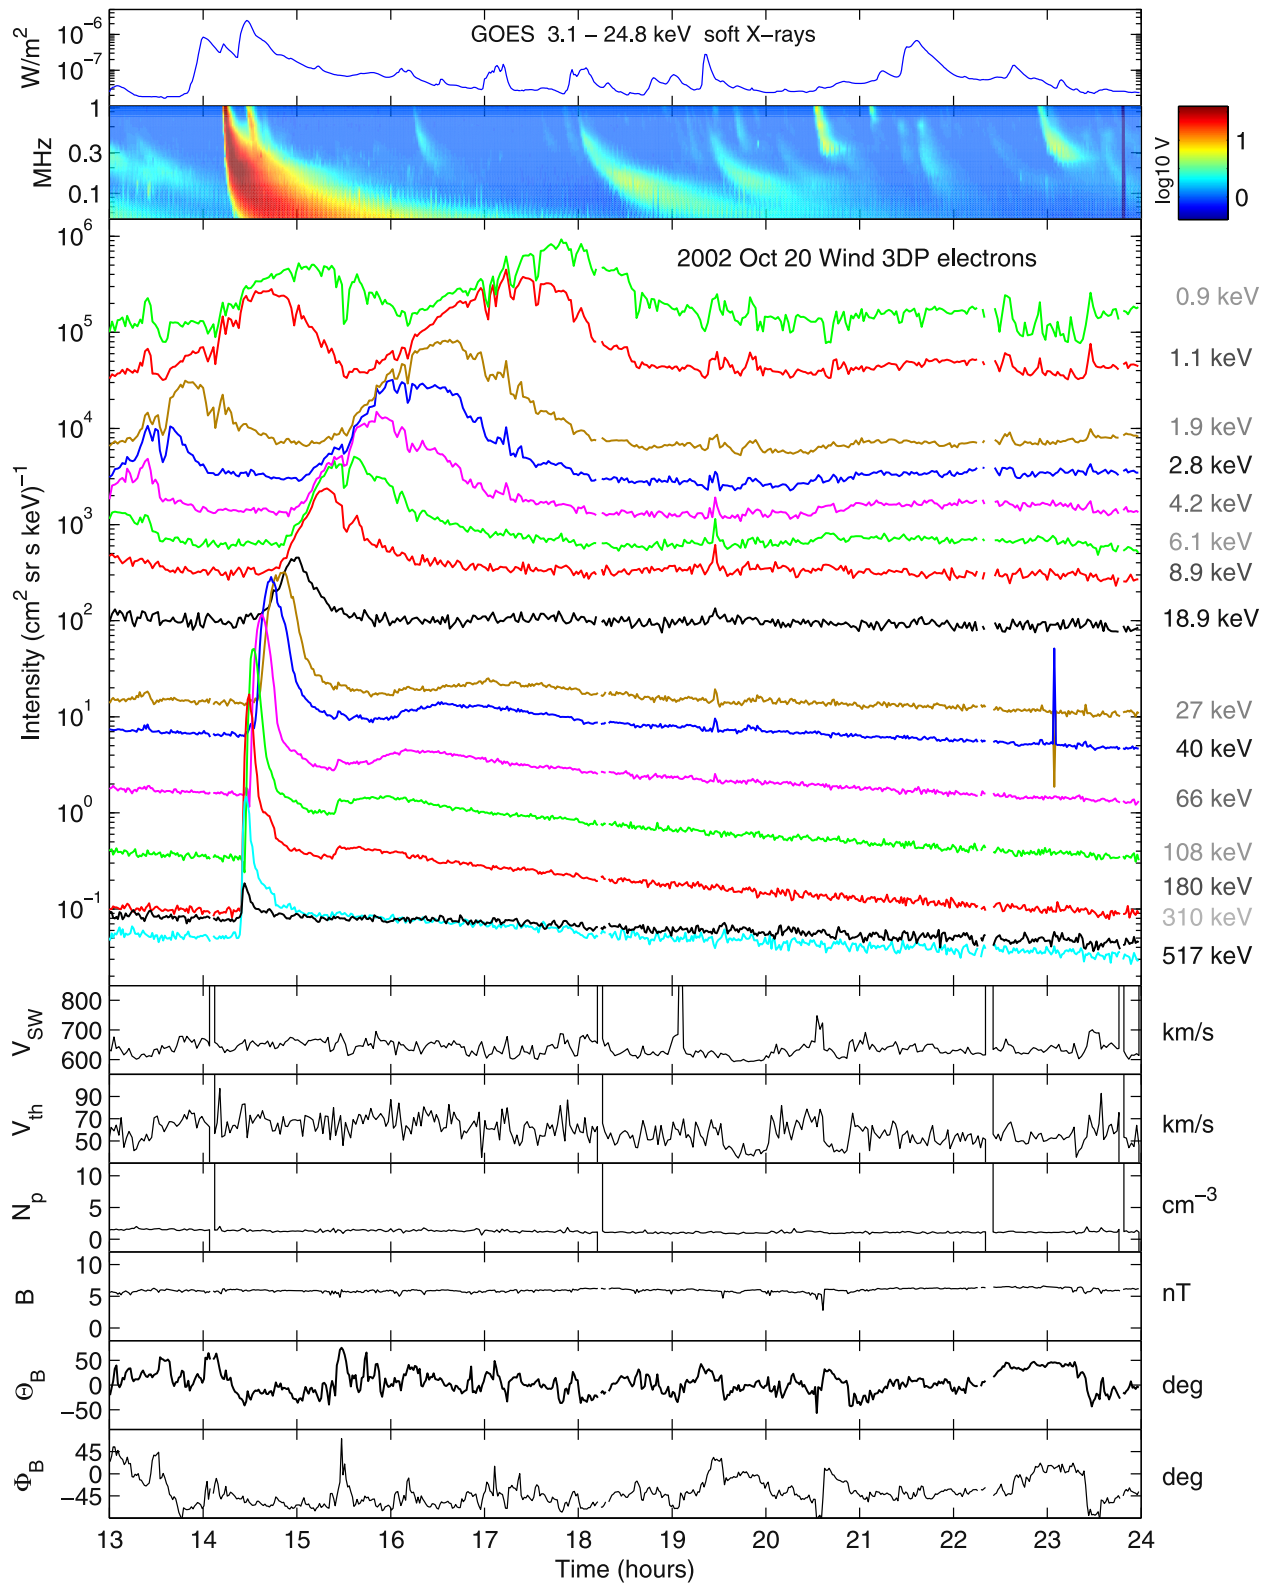 GOES 3.1 – 24.8 keV soft X–rays
W/m²
10⁻⁶
10⁻⁷
MHz
1
0.3
0.1
log10 V
1
0
2002 Oct 20 Wind 3DP electrons
Intensity (cm² sr s keV)⁻¹
10⁶
10⁵
10⁴
10³
10²
10¹
10⁰
10⁻¹
0.9 keV
1.1 keV
1.9 keV
2.8 keV
4.2 keV
6.1 keV
8.9 keV
18.9 keV
27 keV
40 keV
66 keV
108 keV
180 keV
310 keV
517 keV
V_SW
800
700
600
km/s
V_th
90
70
50
km/s
N_p
10
5
0
cm⁻³
B
10
5
0
nT
Θ_B
50
0
−50
deg
Φ_B
45
0
−45
deg
13 14 15 16 17 18 19 20 21 22 23 24
Time (hours)